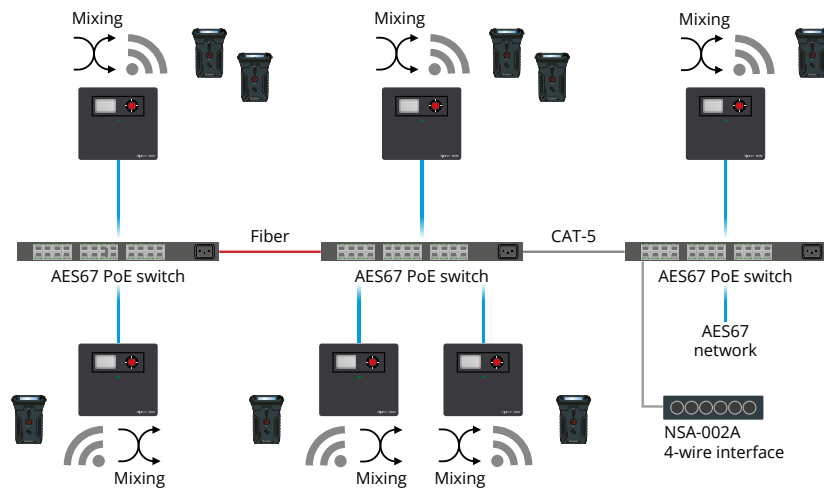 Mixing
Mixing
Mixing
Fiber
CAT-5
AES67 PoE switch
AES67 PoE switch
AES67 PoE switch
AES67
network
NSA-002A
4-wire interface
Mixing
Mixing
Mixing